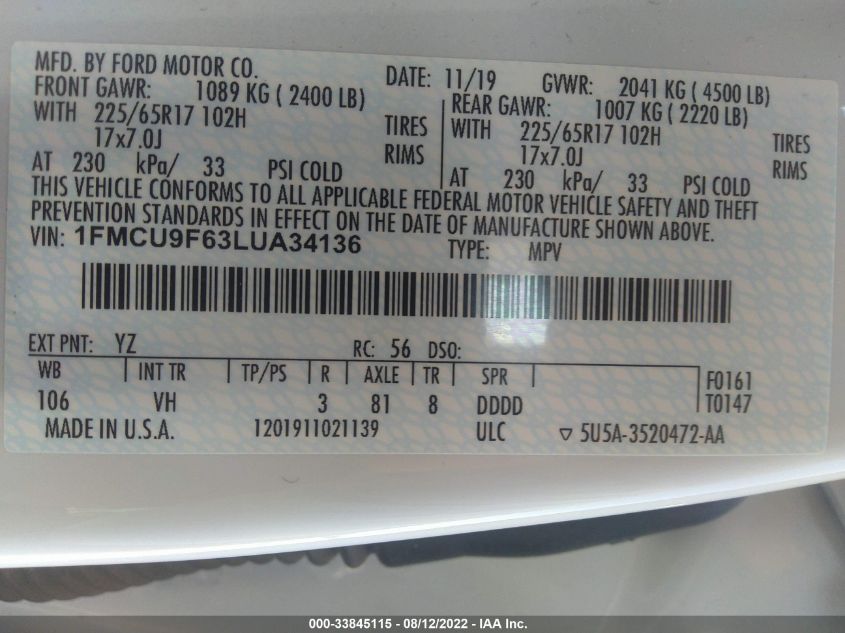 MFD. BY FORD MOTOR CO.
DATE: 11/19 GVWR: 2041 KG ( 4500 LB)
FRONT GAWR: 1089 KG ( 2400 LB) REAR GAWR: 1007 KG ( 2220 LB)
WITH 225/65R17 102H TIRES WITH 225/65R17 102H TIRES
17x7.0J RIMS 17x7.0J RIMS
AT 230 kPa/ 33 PSI COLD AT 230 kPa/ 33 PSI COLD
THIS VEHICLE CONFORMS TO ALL APPLICABLE FEDERAL MOTOR VEHICLE SAFETY AND THEFT
PREVENTION STANDARDS IN EFFECT ON THE DATE OF MANUFACTURE SHOWN ABOVE.
VIN: 1FMCU9F63LUA34136 TYPE: MPV
EXT PNT: YZ RC: 56 DSO:
WB INT TR TP/PS R AXLE TR SPR F0161
106 VH 3 81 8 DDDD T0147
MADE IN U.S.A. 1201911021139 ULC ▽ 5U5A-3520472-AA
000-33845115 - 08/12/2022 - IAA Inc.